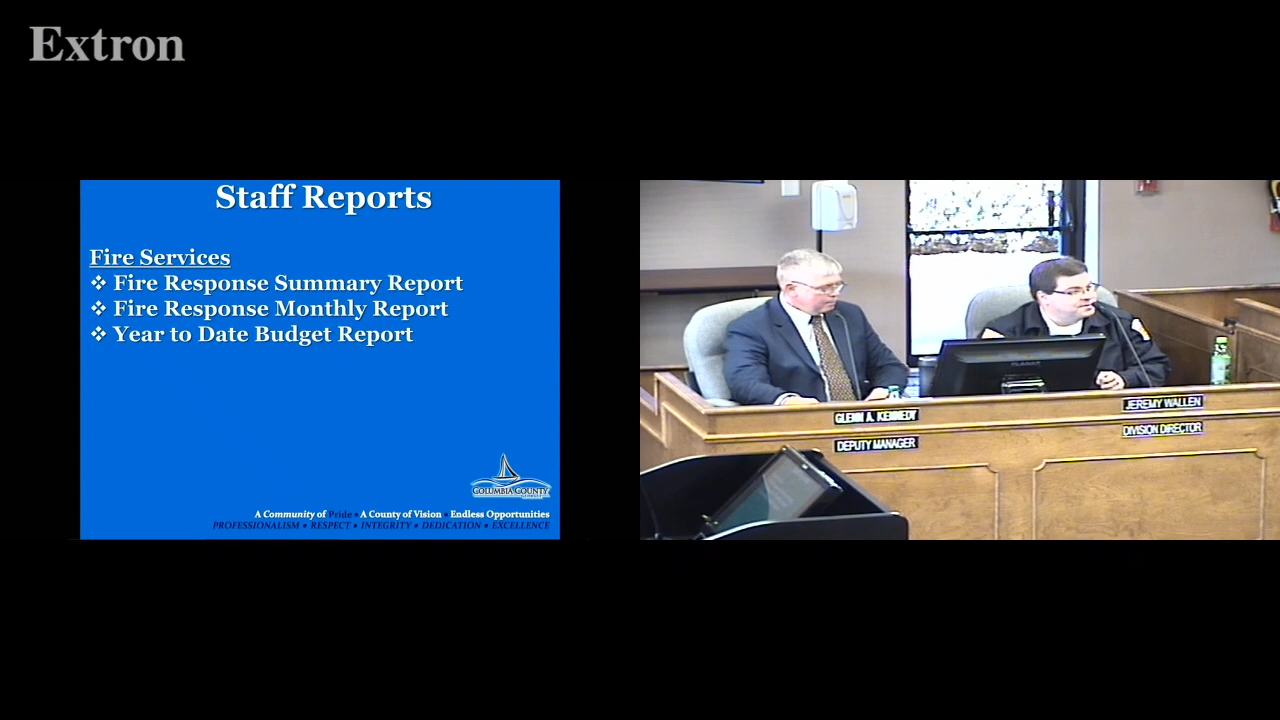 Extron
Staff Reports
Fire Services
❖ Fire Response Summary Report
❖ Fire Response Monthly Report
❖ Year to Date Budget Report
COLUMBIA COUNTY
A Community of Pride • A County of Vision • Endless Opportunities
PROFESSIONALISM • RESPECT • INTEGRITY • DEDICATION • EXCELLENCE
GLENN A. KENNEDY
DEPUTY MANAGER
JEREMY WALLEN
DIVISION DIRECTOR